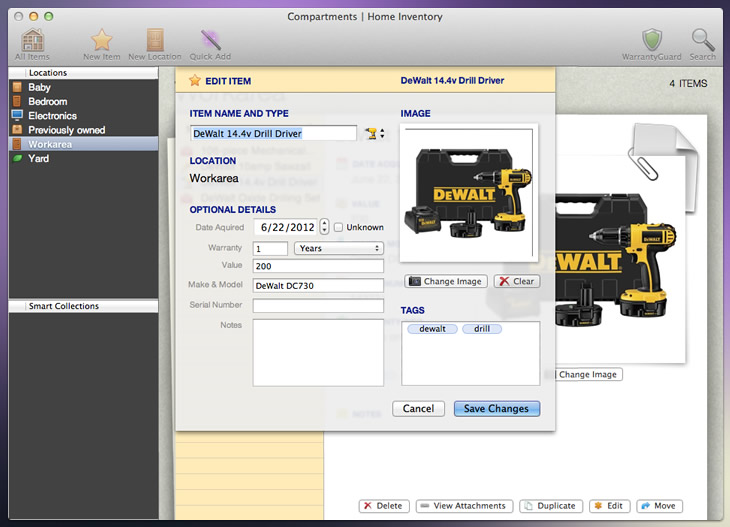 Compartments | Home Inventory
All Items
New Item
New Location
Quick Add
WarrantyGuard
Search
Locations
Baby
Bedroom
Electronics
Previously owned
Workarea
Yard
Smart Collections
4 ITEMS
EDIT ITEM
DeWalt 14.4v Drill Driver
ITEM NAME AND TYPE
DeWalt 14.4v Drill Driver
LOCATION
Workarea
OPTIONAL DETAILS
Date Aquired 6/22/2012 Unknown
Warranty 1 Years
Value 200
Make & Model DeWalt DC730
Serial Number
Notes
IMAGE
DEWALT
Change Image
Clear
TAGS
dewalt drill
Cancel
Save Changes
Change Image
NOTES
Delete
View Attachments
Duplicate
Edit
Move